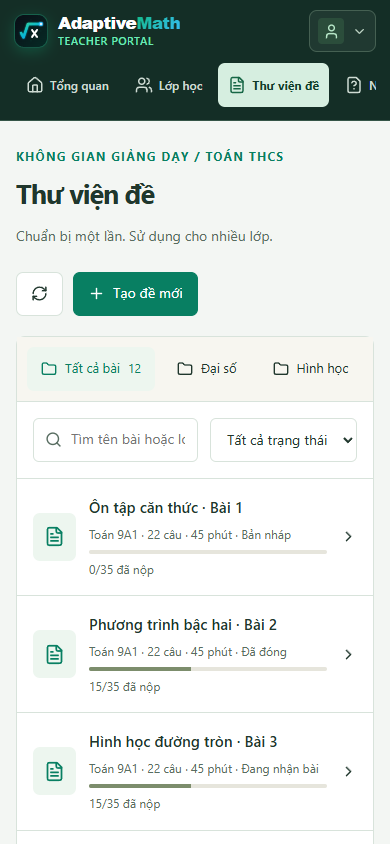 AdaptiveMath
TEACHER PORTAL
Tổng quan
Lớp học
Thư viện đề
KHÔNG GIAN GIẢNG DẠY / TOÁN THCS
Thư viện đề
Chuẩn bị một lần. Sử dụng cho nhiều lớp.
Tạo đề mới
Tất cả bài 12
Đại số
Hình học
Tìm tên bài hoặc
Tất cả trạng thái
Ôn tập căn thức · Bài 1
Toán 9A1 · 22 câu · 45 phút · Bản nháp
0/35 đã nộp
Phương trình bậc hai · Bài 2
Toán 9A1 · 22 câu · 45 phút · Đã đóng
15/35 đã nộp
Hình học đường tròn · Bài 3
Toán 9A1 · 22 câu · 45 phút · Đang nhận bài
15/35 đã nộp